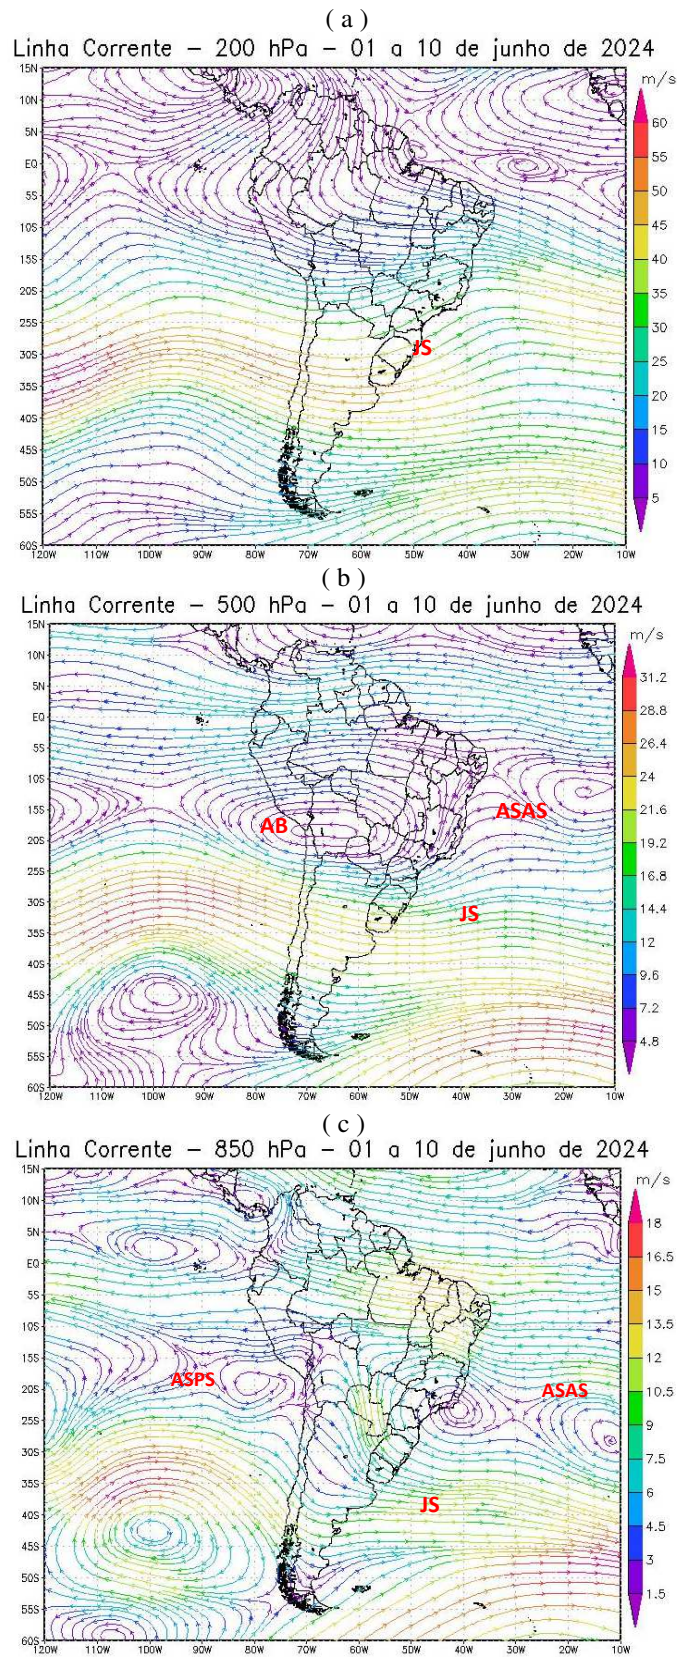 ( a )
Linha Corrente – 200 hPa – 01 a 10 de junho de 2024
m/s
15N
10N
5N
EQ
5S
10S
15S
20S
25S
30S
35S
40S
45S
50S
55S
60S
60
55
50
45
40
35
30
25
20
15
10
5
JS
120W 110W 100W 90W 80W 70W 60W 50W 40W 30W 20W 10W
( b )
Linha Corrente – 500 hPa – 01 a 10 de junho de 2024
m/s
15N
10N
5N
EQ
5S
10S
15S
20S
25S
30S
35S
40S
45S
50S
55S
60S
31.2
28.8
26.4
24
21.6
19.2
16.8
14.4
12
9.6
7.2
4.8
ASAS
AB
JS
120W 110W 100W 90W 80W 70W 60W 50W 40W 30W 20W 10W
( c )
Linha Corrente – 850 hPa – 01 a 10 de junho de 2024
m/s
15N
10N
5N
EQ
5S
10S
15S
20S
25S
30S
35S
40S
45S
50S
55S
60S
18
16.5
15
13.5
12
10.5
9
7.5
6
4.5
3
1.5
ASPS
ASAS
JS
120W 110W 100W 90W 80W 70W 60W 50W 40W 30W 20W 10W